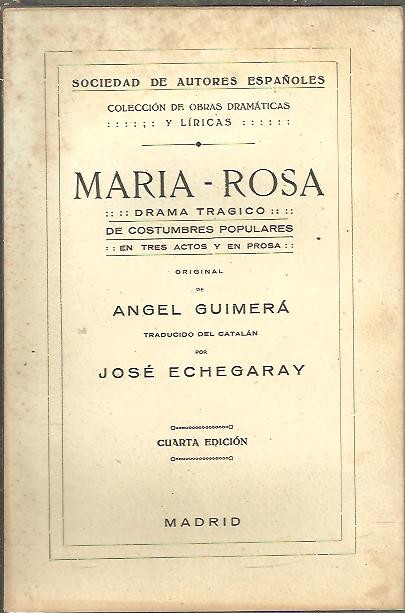 SOCIEDAD DE AUTORES ESPAÑOLES
COLECCIÓN DE OBRAS DRAMÁTICAS
: : : : ; : Y LÍRICAS : : : : : :
MARIA - ROSA
: : : : DRAMA TRAGICO : : : :
DE COSTUMBRES POPULARES
: : EN TRES ACTOS Y EN PROSA : :
ORIGINAL
DE
ANGEL GUIMERÁ
TRADUCIDO DEL CATALÁN
POR
JOSÉ ECHEGARAY
CUARTA EDICIÓN
MADRID